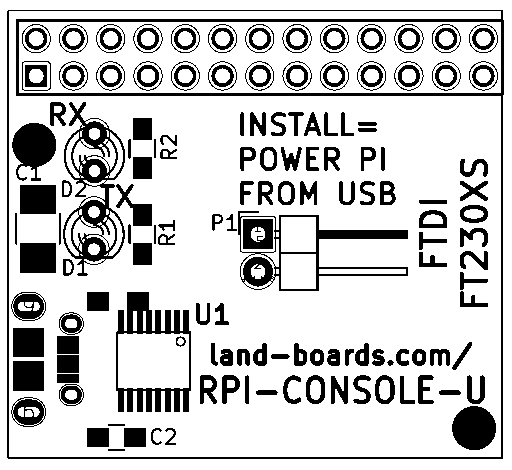 RX
R2
C1
D2
TX
R1
D1
INSTALL=
POWER PI
FROM USB
P1
FTDI
FT230XS
U1
land-boards.com/
RPI-CONSOLE-U
C2